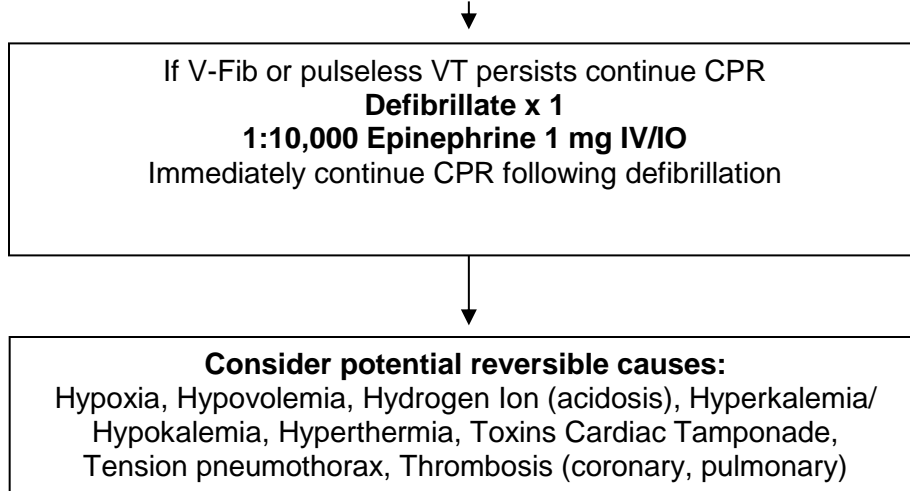 If V-Fib or pulseless VT persists continue CPR
Defibrillate x 1
1:10,000 Epinephrine 1 mg IV/IO
Immediately continue CPR following defibrillation
Consider potential reversible causes:
Hypoxia, Hypovolemia, Hydrogen Ion (acidosis), Hyperkalemia/
Hypokalemia, Hyperthermia, Toxins Cardiac Tamponade,
Tension pneumothorax, Thrombosis (coronary, pulmonary)